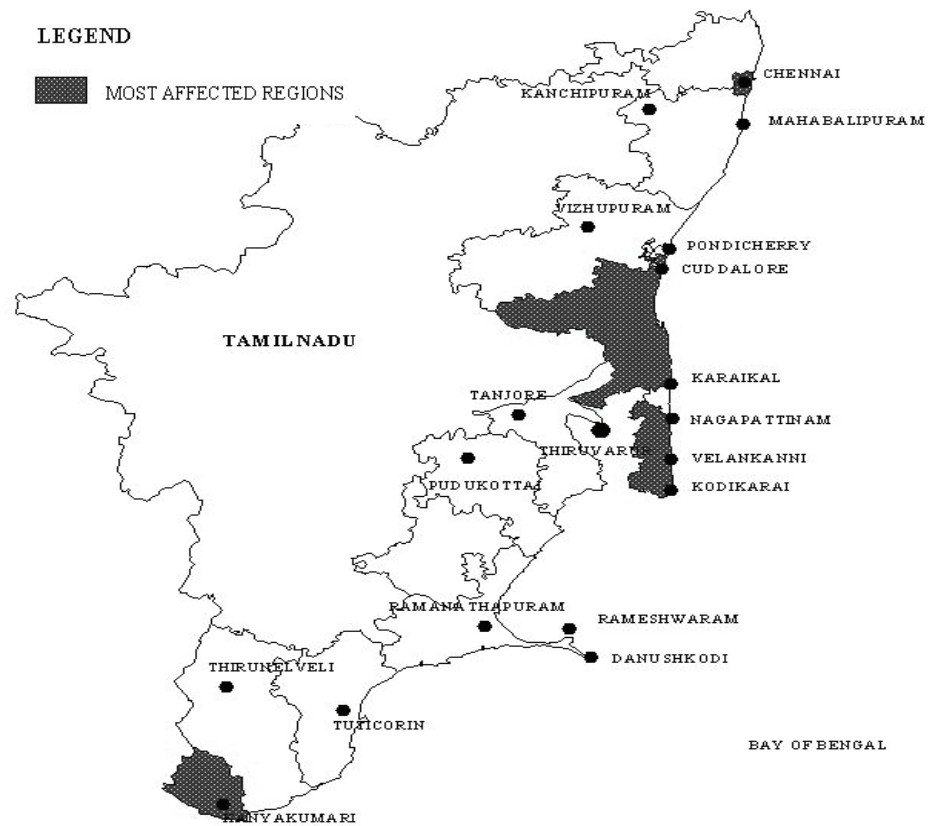 LEGEND
MOST AFFECTED REGIONS
CHENNAI
KANCHIPURAM
MAHABALIPURAM
VIZHUPURAM
PONDICHERRY
CUDDALORE
TAMILNADU
KARAIKAL
TANJORE
NAGAPATTINAM
THIRUVARUR
VELANKANNI
PUDUKOTTAI
KODIKARAI
RAMANATHAPURAM
RAMESHWARAM
DANUSHKODI
THIRUNELVELI
TUTICORIN
BAY OF BENGAL
KANYAKUMARI